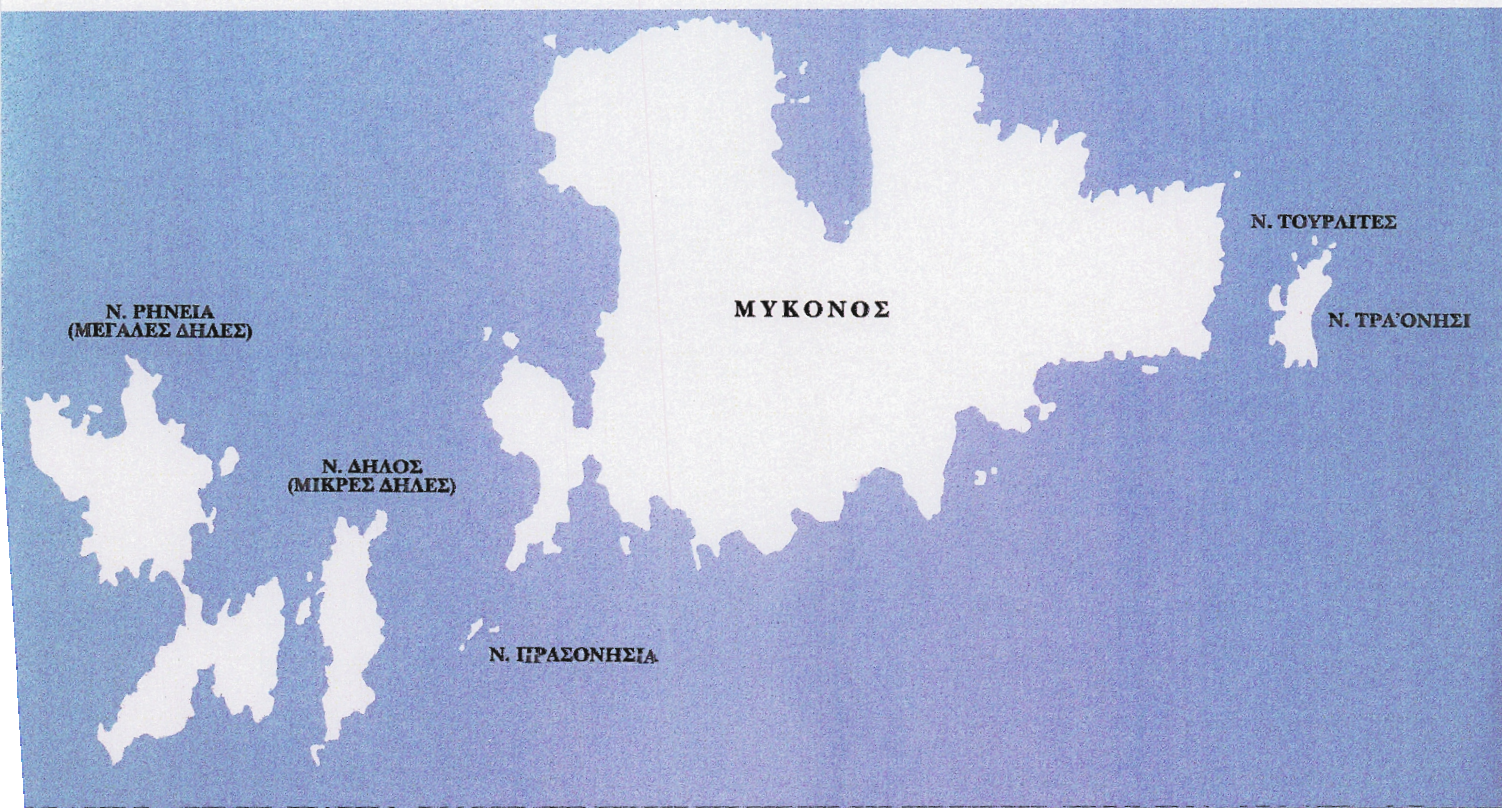 Ν. ΤΟΥΡΛΙΤΕΣ
ΜΥΚΟΝΟΣ
Ν. ΤΡΑ'ΟΝΗΣΙ
Ν. ΡΗΝΕΙΑ
(ΜΕΓΑΛΕΣ ΔΗΛΕΣ)
Ν. ΔΗΛΟΣ
(ΜΙΚΡΕΣ ΔΗΛΕΣ)
Ν. ΠΡΑΣΟΝΗΣΙΑ